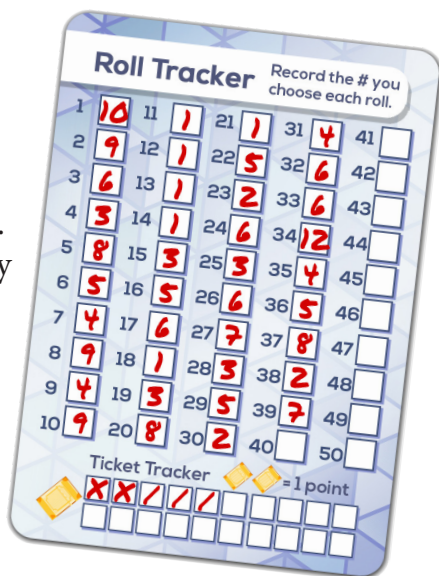 Roll Tracker
Record the # you
choose each roll.
1 10 11 1 21 1 31 4 41
2 9 12 1 22 5 32 6 42
3 6 13 1 23 2 33 6 43
4 3 14 1 24 6 34 12 44
5 8 15 3 25 3 35 4 45
6 5 16 5 26 6 36 5 46
7 4 17 6 27 7 37 8 47
8 9 18 1 28 3 38 2 48
9 4 19 3 29 5 39 7 49
10 9 20 8 30 2 40 50
Ticket Tracker = 1 point
X X / / /
.
y